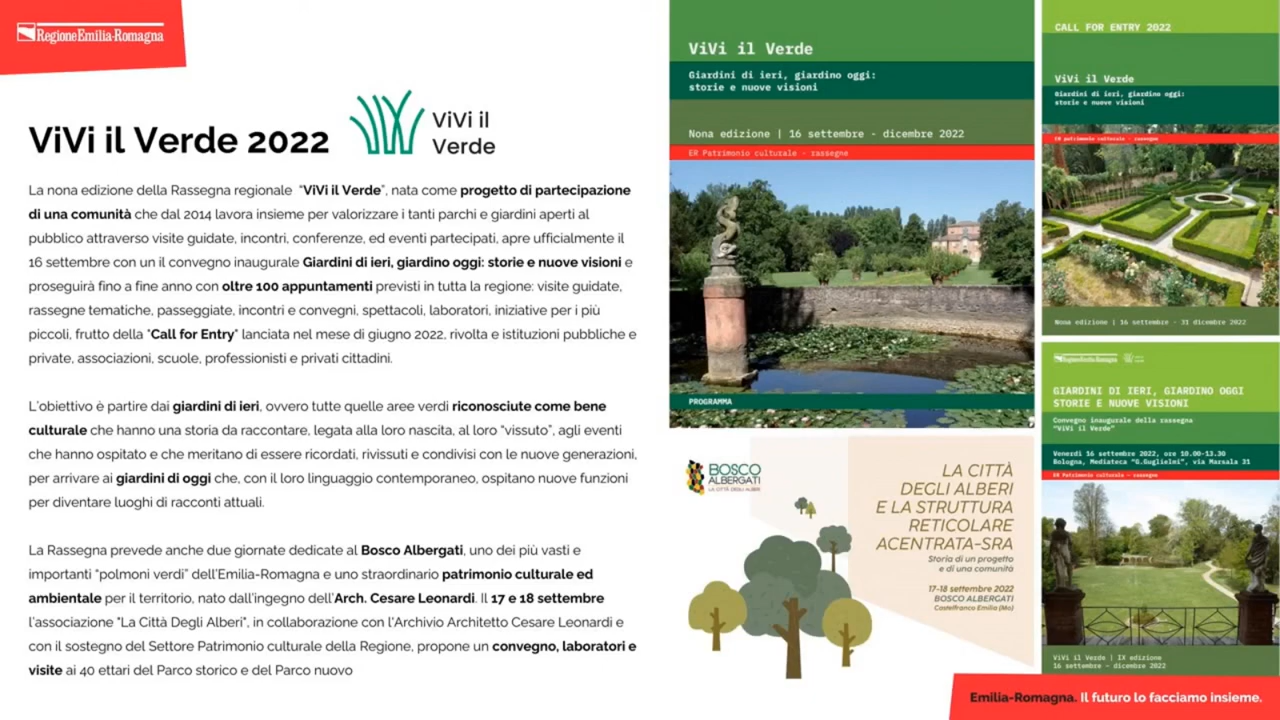 RegioneEmilia-Romagna
ViVi il Verde 2022
ViVi il
Verde
La nona edizione della Rassegna regionale “ViVi il Verde”, nata come progetto di partecipazione
di una comunità che dal 2014 lavora insieme per valorizzare i tanti parchi e giardini aperti al
pubblico attraverso visite guidate, incontri, conferenze, ed eventi partecipati, apre ufficialmente il
16 settembre con un il convegno inaugurale Giardini di ieri, giardino oggi: storie e nuove visioni e
proseguirà fino a fine anno con oltre 100 appuntamenti previsti in tutta la regione: visite guidate,
rassegne tematiche, passeggiate, incontri e convegni, spettacoli, laboratori, iniziative per i più
piccoli, frutto della "Call for Entry" lanciata nel mese di giugno 2022, rivolta e istituzioni pubbliche e
private, associazioni, scuole, professionisti e privati cittadini.
L’obiettivo è partire dai giardini di ieri, ovvero tutte quelle aree verdi riconosciute come bene
culturale che hanno una storia da raccontare, legata alla loro nascita, al loro “vissuto”, agli eventi
che hanno ospitato e che meritano di essere ricordati, rivissuti e condivisi con le nuove generazioni,
per arrivare ai giardini di oggi che, con il loro linguaggio contemporaneo, ospitano nuove funzioni
per diventare luoghi di racconti attuali.
La Rassegna prevede anche due giornate dedicate al Bosco Albergati, uno dei più vasti e
importanti “polmoni verdi” dell’Emilia-Romagna e uno straordinario patrimonio culturale ed
ambientale per il territorio, nato dall’ingegno dell’Arch. Cesare Leonardi. Il 17 e 18 settembre
l’associazione "La Città Degli Alberi", in collaborazione con l’Archivio Architetto Cesare Leonardi e
con il sostegno del Settore Patrimonio culturale della Regione, propone un convegno, laboratori e
visite ai 40 ettari del Parco storico e del Parco nuovo
ViVi il Verde
Giardini di ieri, giardino oggi:
storie e nuove visioni
Nona edizione | 16 settembre - dicembre 2022
ER Patrimonio culturale - rassegne
PROGRAMMA
BOSCO
ALBERGATI
LA CITTÀ DEGLI ALBERI
LA CITTÀ
DEGLI ALBERI
E LA STRUTTURA
RETICOLARE
ACENTRATA-SRA
Storia di un progetto
e di una comunità
17-18 settembre 2022
BOSCO ALBERGATI
Castelfranco Emilia (Mo)
CALL FOR ENTRY 2022
ViVi il Verde
Giardini di ieri, giardino oggi:
storie e nuove visioni
ER patrimonio culturale - rassegne
Nona edizione | 16 settembre - 31 dicembre 2022
RegioneEmilia-Romagna
GIARDINI DI IERI, GIARDINO OGGI
STORIE E NUOVE VISIONI
Convegno inaugurale della rassegna
"ViVi il Verde"
Venerdì 16 settembre 2022, ore 10.00-13.30
Bologna, Mediateca "G.Guglielmi", via Marsala 31
ER Patrimonio culturale - rassegne
ViVi il Verde | IX edizione
16 settembre - dicembre 2022
Emilia-Romagna. Il futuro lo facciamo insieme.